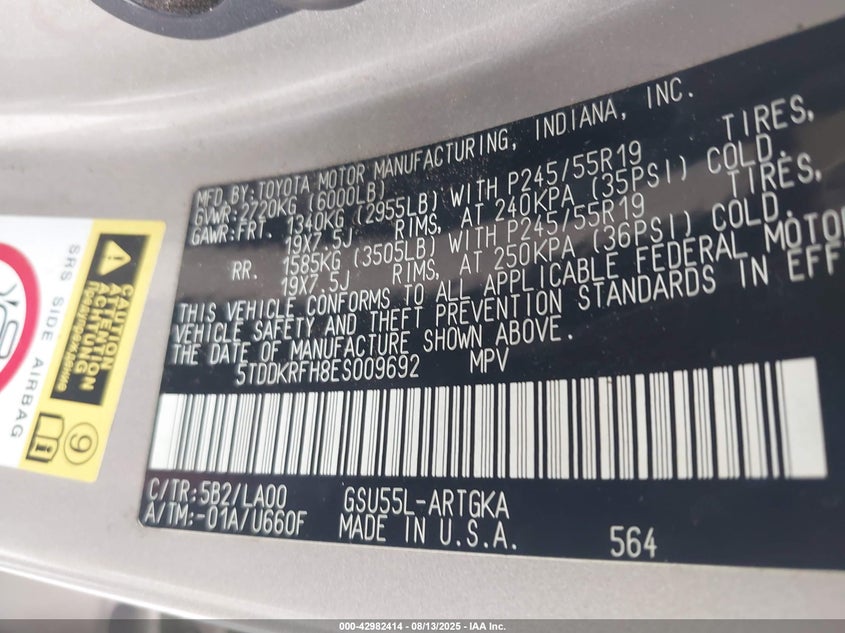 MFD.BY:TOYOTA MOTOR MANUFACTURING, INDIANA, INC.
GVWR:2720KG (6000LB)
GAWR:FRT. 1340KG (2955LB) WITH P245/55R19 TIRES,
19X7.5J RIMS, AT 240KPA (35PSI) COLD.
RR. 1585KG (3505LB) WITH P245/55R19 TIRES,
19X7.5J RIMS, AT 250KPA (36PSI) COLD.
THIS VEHICLE CONFORMS TO ALL APPLICABLE FEDERAL MOTO
VEHICLE SAFETY AND THEFT PREVENTION STANDARDS IN EFF
THE DATE OF MANUFACTURE SHOWN ABOVE.
5TDDKRFH8ES009692 MPV
C/TR:5B2/LA00 GSU55L-ARTGKA
A/TM:-01A/U660F MADE IN U.S.A. 564
SRS SIDE AIRBAG
CAUTION
ATTENTION
ACHTUNG
9
000-42982414 - 08/13/2025 - IAA Inc.